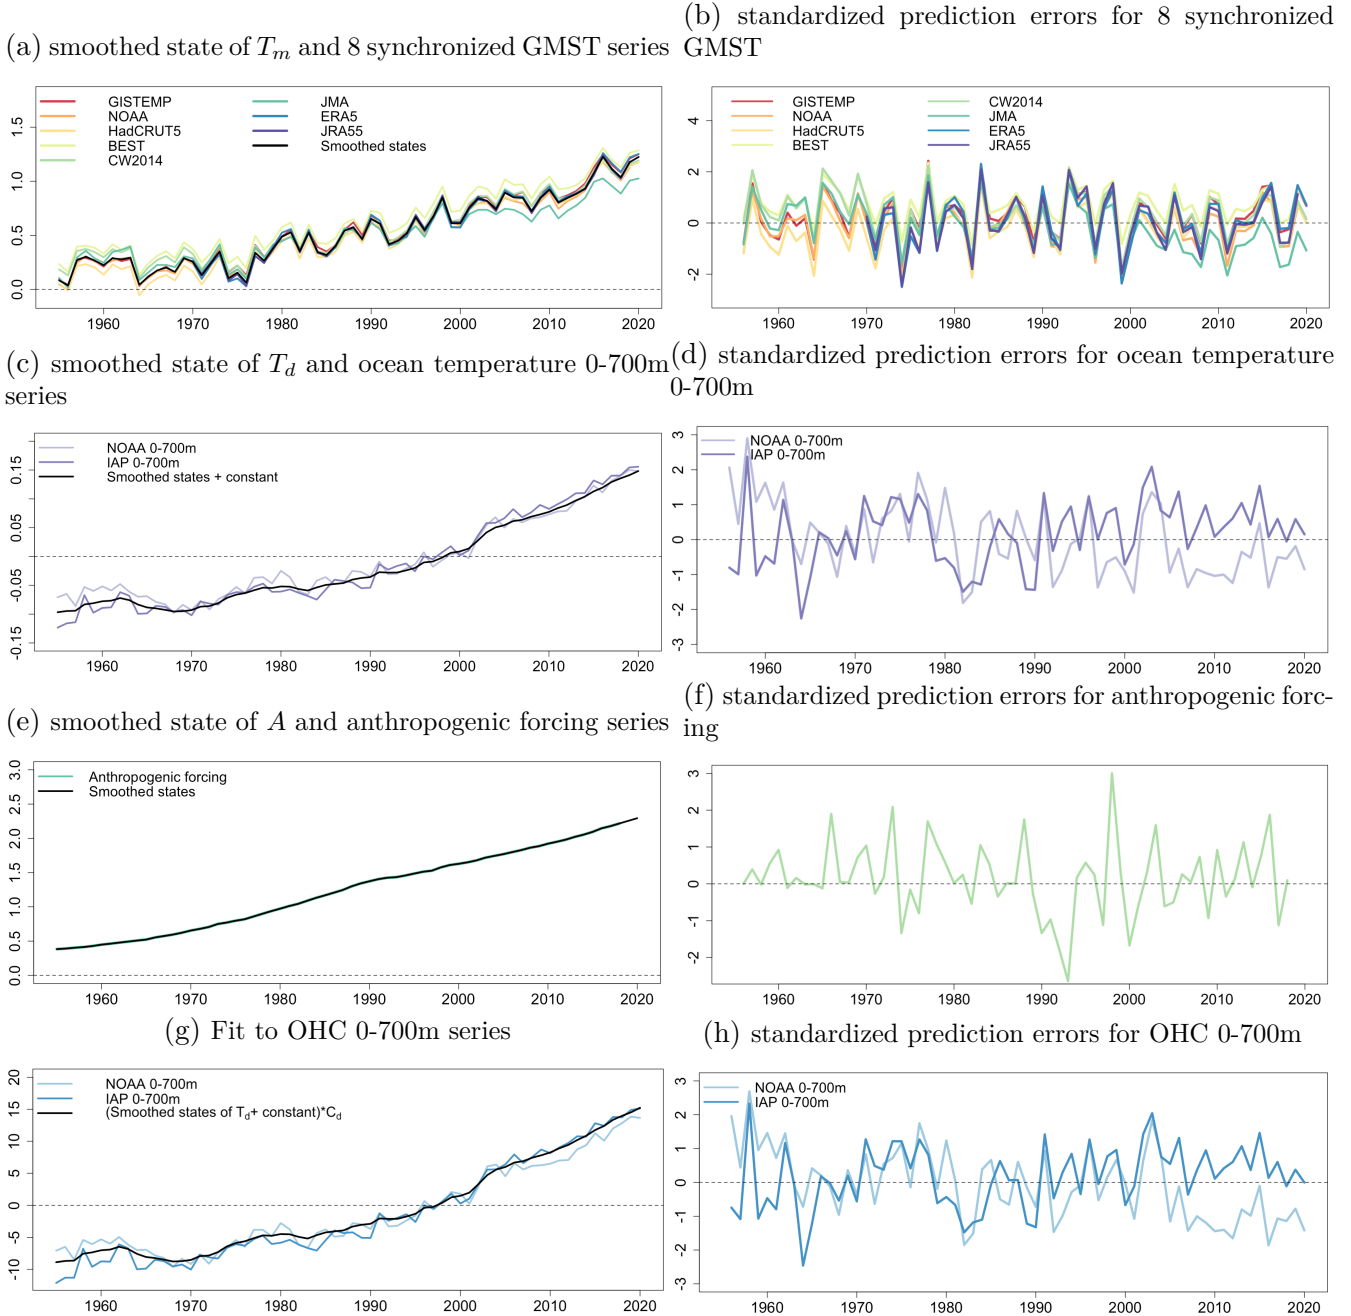 (a) smoothed state of T_m and 8 synchronized GMST series
(b) standardized prediction errors for 8 synchronized
GMST
GISTEMP
NOAA
HadCRUT5
BEST
CW2014
JMA
ERA5
JRA55
Smoothed states
0.0 0.5 1.0 1.5
1960 1970 1980 1990 2000 2010 2020
GISTEMP
NOAA
HadCRUT5
BEST
CW2014
JMA
ERA5
JRA55
-2 0 2 4
1960 1970 1980 1990 2000 2010 2020
(c) smoothed state of T_d and ocean temperature 0-700m
series
(d) standardized prediction errors for ocean temperature
0-700m
NOAA 0-700m
IAP 0-700m
Smoothed states + constant
-0.15 -0.05 0.05 0.15
1960 1970 1980 1990 2000 2010 2020
NOAA 0-700m
IAP 0-700m
-3 -2 -1 0 1 2 3
1960 1970 1980 1990 2000 2010 2020
(e) smoothed state of A and anthropogenic forcing series
(f) standardized prediction errors for anthropogenic forc-
ing
Anthropogenic forcing
Smoothed states
0.0 0.5 1.0 1.5 2.0 2.5 3.0
1960 1970 1980 1990 2000 2010 2020
-2 -1 0 1 2 3
1960 1970 1980 1990 2000 2010 2020
(g) Fit to OHC 0-700m series
(h) standardized prediction errors for OHC 0-700m
NOAA 0-700m
IAP 0-700m
(Smoothed states of T_d+ constant)*C_d
-10 -5 0 5 10 15 20
1960 1970 1980 1990 2000 2010 2020
NOAA 0-700m
IAP 0-700m
-3 -2 -1 0 1 2 3
1960 1970 1980 1990 2000 2010 2020